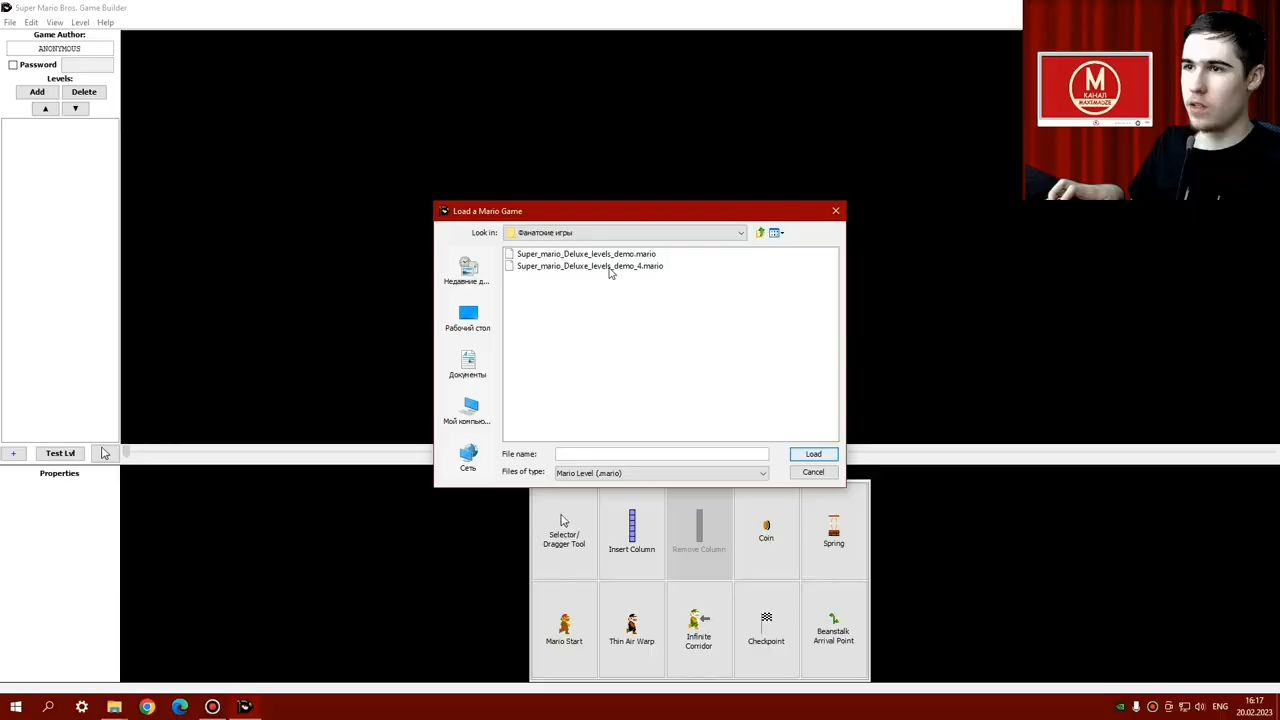 Super Mario Bros. Game Builder
File Edit View Level Help
Game Author:
ANONYMOUS
Password
Levels:
Add Delete
▲ ▼
M
КАНАЛ
MAXTMADZE
Load a Mario Game
Look in: Фанатские игры
Super_mario_Deluxe_levels_demo.mario
Super_mario_Deluxe_levels_demo_4.mario
Недавние д...
Рабочий стол
Документы
Мой компью...
Сеть
File name: Load
Files of type: Mario Level (.mario) Cancel
+ Test Lvl
Properties
Selector/
Dragger Tool
Insert Column
Remove Column
Coin
Spring
Mario Start
Thin Air Warp
Infinite
Corridor
Checkpoint
Beanstalk
Arrival Point
ENG
16:17
20.02.2023